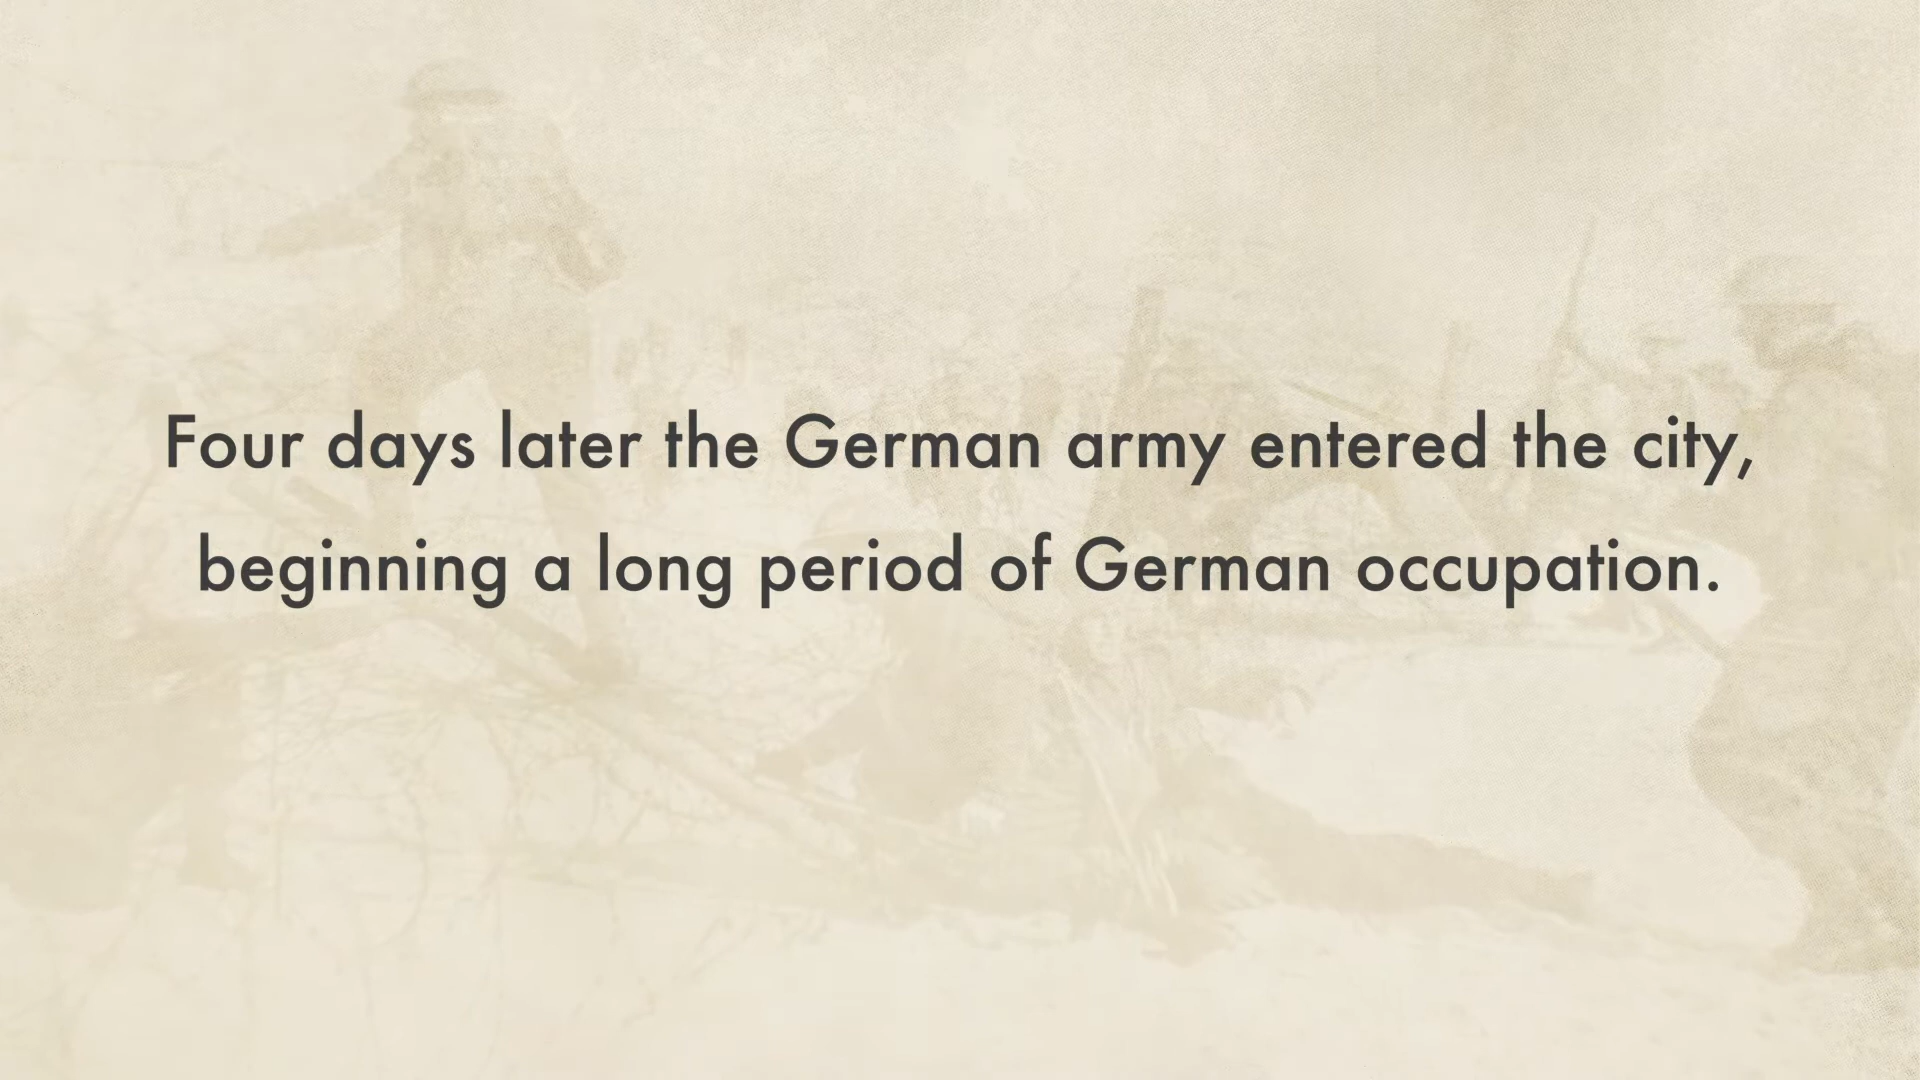 Four days later the German army entered the city,
beginning a long period of German occupation.